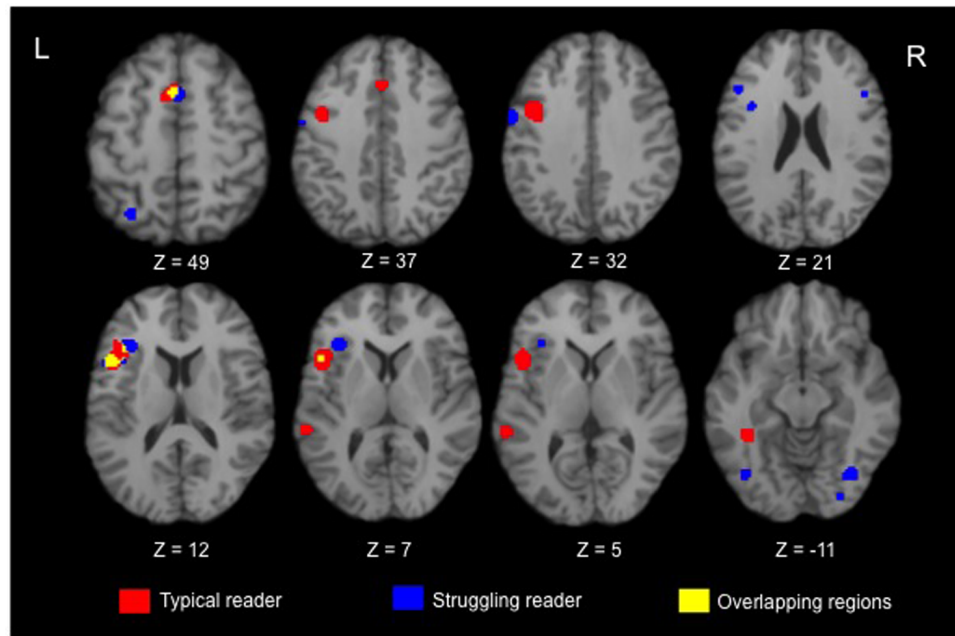 L
R
Z = 49
Z = 37
Z = 32
Z = 21
Z = 12
Z = 7
Z = 5
Z = -11
Typical reader
Struggling reader
Overlapping regions